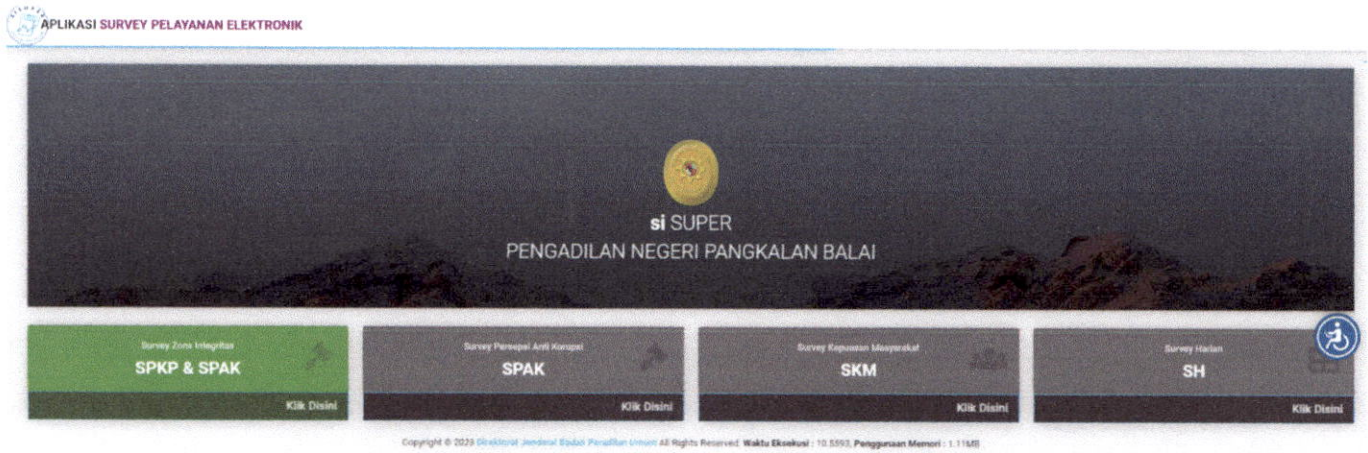 APLIKASI SURVEY PELAYANAN ELEKTRONIK
si SUPER
PENGADILAN NEGERI PANGKALAN BALAI
Survey Zona Integritas
SPKP & SPAK
Klik Disini
Survey Persepsi Anti Korupsi
SPAK
Klik Disini
Survey Kepuasan Masyarakat
SKM
Klik Disini
Survey Harian
SH
Klik Disini
Copyright © 2023 Direktorat Jenderal Badan Peradilan Umum All Rights Reserved. Waktu Eksekusi : 10.5593, Penggunaan Memori : 1.11MB